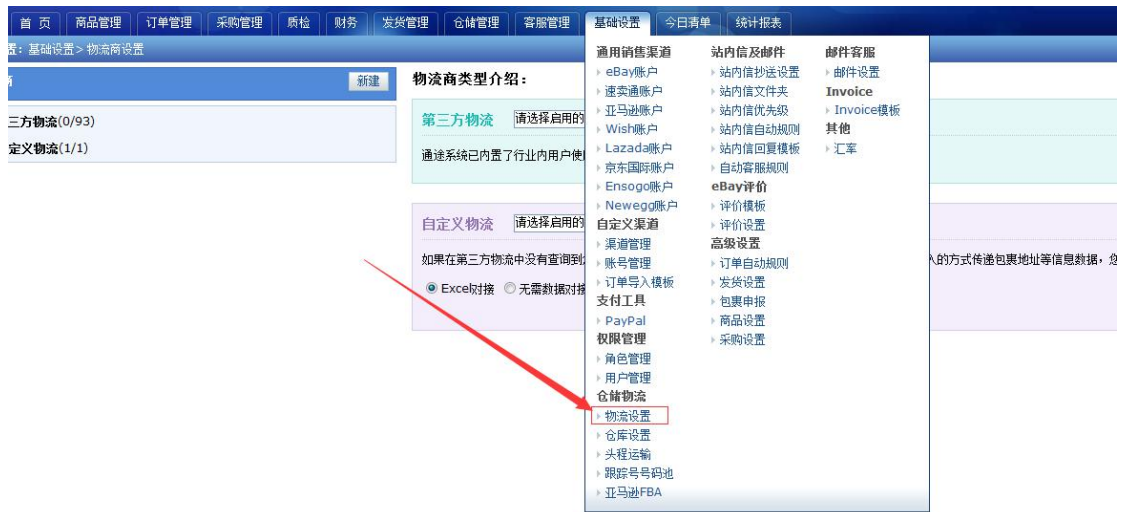 首 页 商品管理 订单管理 采购管理 质检 财务 发货管理 仓储管理 客服管理 基础设置 今日清单 统计报表
置：基础设置>物流商设置
新建
三方物流(0/93)
定义物流(1/1)
物流商类型介绍：
第三方物流 请选择启用的
通途系统已内置了行业内用户使
自定义物流 请选择启用的
如果在第三方物流中没有查询到
入的方式传递包裹地址等信息数据，您
Excel对接 无需数据对接
通用销售渠道
eBay账户
速卖通账户
亚马逊账户
Wish账户
Lazada账户
京东国际账户
Ensogo账户
Newegg账户
自定义渠道
渠道管理
账号管理
订单导入模板
支付工具
PayPal
权限管理
角色管理
用户管理
仓储物流
物流设置
仓库设置
头程运输
跟踪号号码池
亚马逊FBA
站内信及邮件
站内信抄送设置
站内信文件夹
站内信优先级
站内信自动规则
站内信回复模板
自动客服规则
eBay评价
评价模板
评价设置
高级设置
订单自动规则
发货设置
包裹申报
商品设置
采购设置
邮件客服
邮件设置
Invoice
Invoice模板
其他
汇率